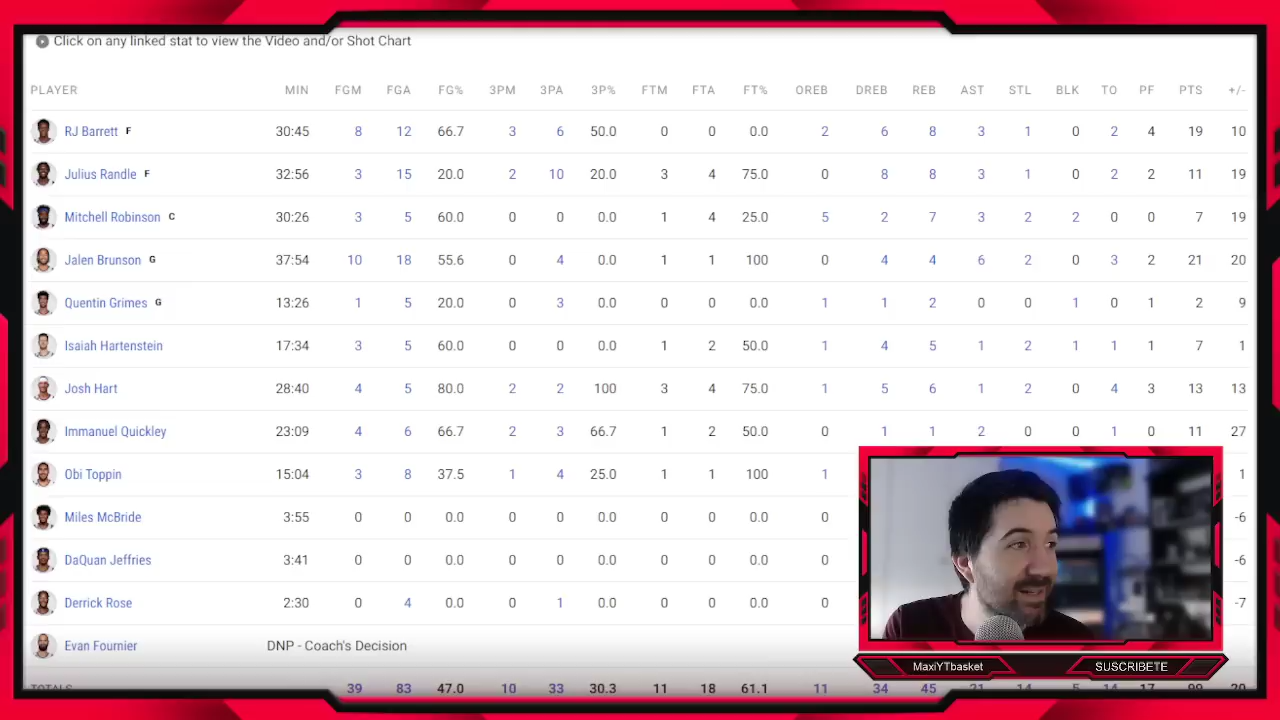 Click on any linked stat to view the Video and/or Shot Chart
PLAYER MIN FGM FGA FG% 3PM 3PA 3P% FTM FTA FT% OREB DREB REB AST STL BLK TO PF PTS +/-
RJ Barrett F 30:45 8 12 66.7 3 6 50.0 0 0 0.0 2 6 8 3 1 0 2 4 19 10
Julius Randle F 32:56 3 15 20.0 2 10 20.0 3 4 75.0 0 8 8 3 1 0 2 2 11 19
Mitchell Robinson C 30:26 3 5 60.0 0 0 0.0 1 4 25.0 5 2 7 3 2 2 0 0 7 19
Jalen Brunson G 37:54 10 18 55.6 0 4 0.0 1 1 100 0 4 4 6 2 0 3 2 21 20
Quentin Grimes G 13:26 1 5 20.0 0 3 0.0 0 0 0.0 1 1 2 0 0 1 0 1 2 9
Isaiah Hartenstein 17:34 3 5 60.0 0 0 0.0 1 2 50.0 1 4 5 1 2 1 1 1 7 1
Josh Hart 28:40 4 5 80.0 2 2 100 3 4 75.0 1 5 6 1 2 0 4 3 13 13
Immanuel Quickley 23:09 4 6 66.7 2 3 66.7 1 2 50.0 0 1 1 2 0 0 1 0 11 27
Obi Toppin 15:04 3 8 37.5 1 4 25.0 1 1 100 1 1
Miles McBride 3:55 0 0 0.0 0 0 0.0 0 0 0.0 0 -6
DaQuan Jeffries 3:41 0 0 0.0 0 0 0.0 0 0 0.0 0 -6
Derrick Rose 2:30 0 4 0.0 0 1 0.0 0 0 0.0 0 -7
Evan Fournier DNP - Coach's Decision
TOTALS 39 83 47.0 10 33 30.3 11 18 61.1 11 34 45 21 14 5 14 17 99 20
MaxiYTbasket SUSCRIBETE